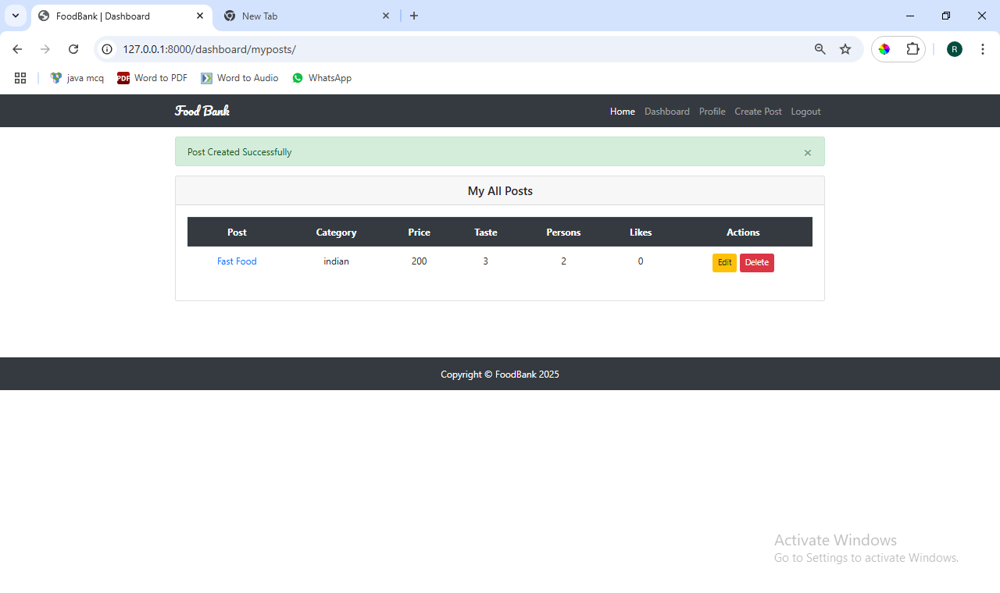 FoodBank | Dashboard
New Tab
127.0.0.1:8000/dashboard/myposts/
R
java mcq
PDF Word to PDF
Word to Audio
WhatsApp
Food Bank
Home Dashboard Profile Create Post Logout
Post Created Successfully ×
My All Posts
Post Category Price Taste Persons Likes Actions
Fast Food indian 200 3 2 0 Edit Delete
Copyright © FoodBank 2025
Activate Windows
Go to Settings to activate Windows.